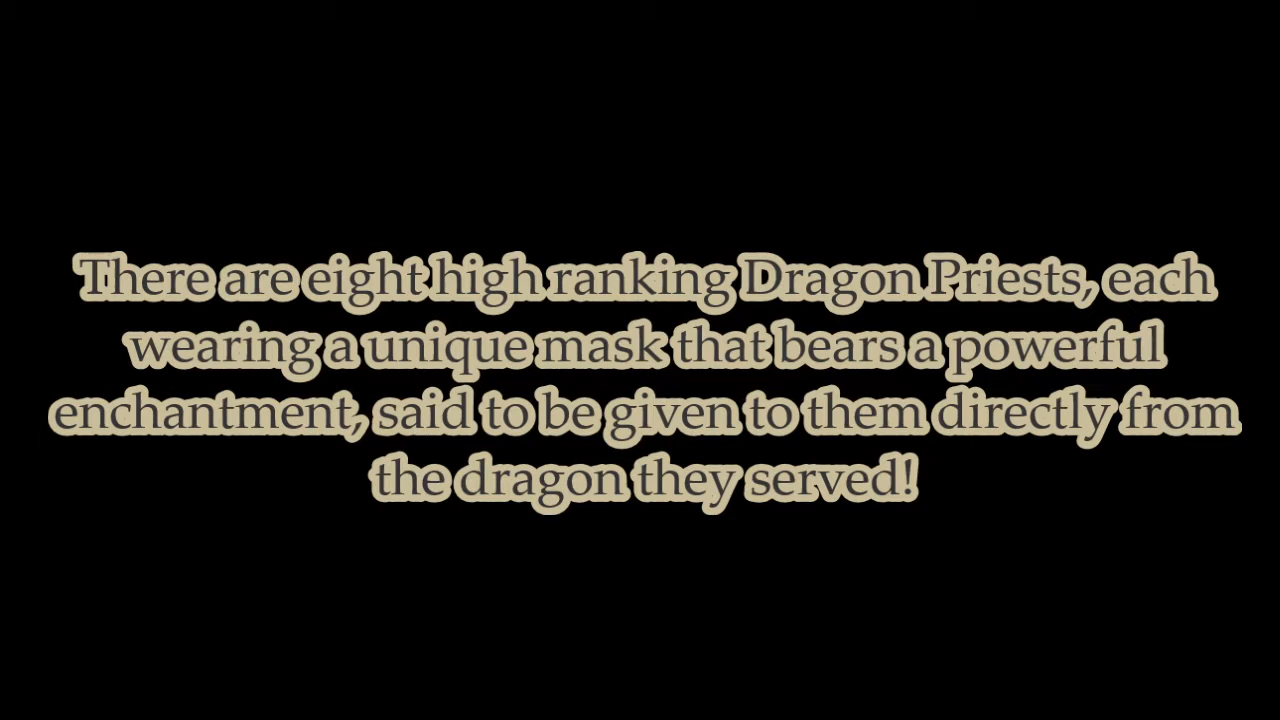 There are eight high ranking Dragon Priests, each
wearing a unique mask that bears a powerful
enchantment, said to be given to them directly from
the dragon they served!